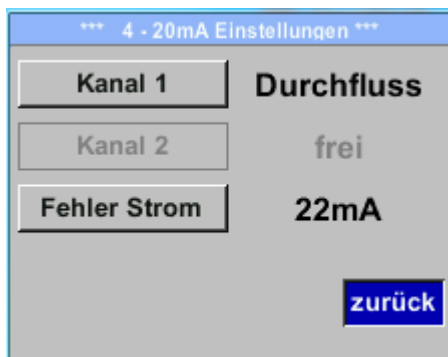 *** 4 - 20mA Einstellungen ***
Kanal 1 Durchfluss
Kanal 2 frei
Fehler Strom 22mA
zurück